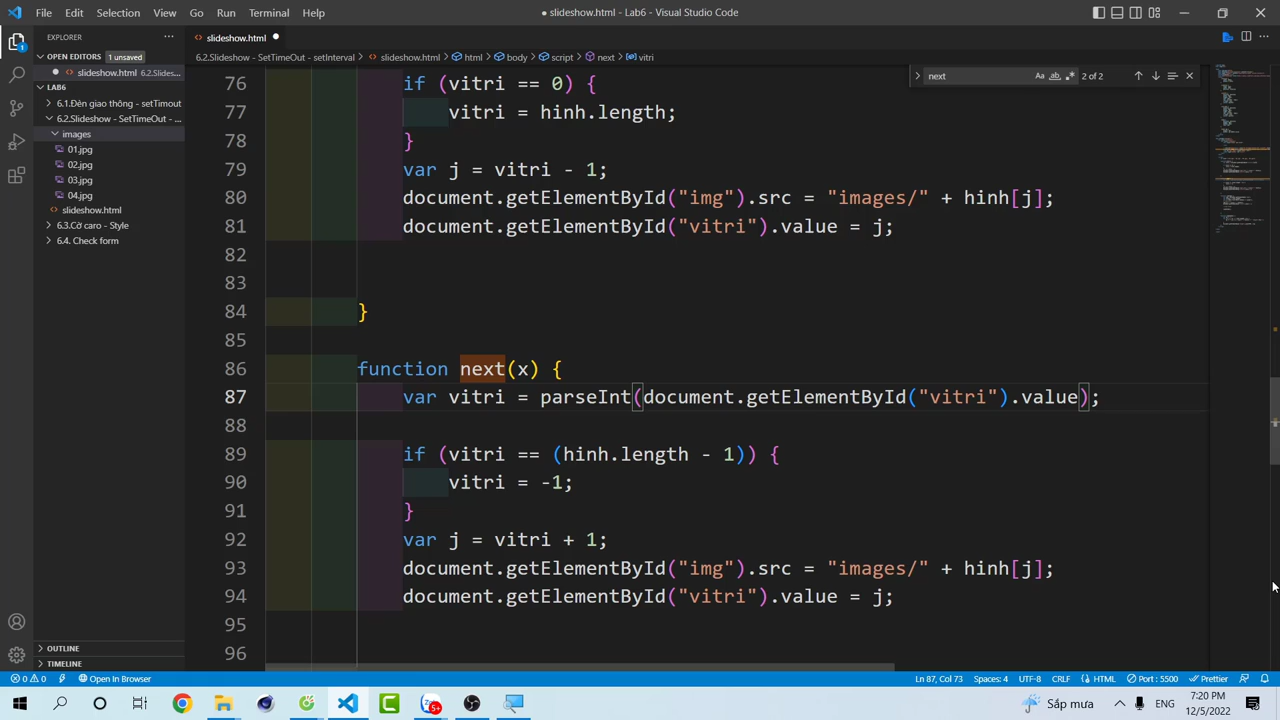 File Edit Selection View Go Run Terminal Help
● slideshow.html - Lab6 - Visual Studio Code
EXPLORER ···
slideshow.html ●
OPEN EDITORS 1 unsaved
● <> slideshow.html 6.2.Slides...
LAB6
6.1.Đèn giao thông - setTimout
6.2.Slideshow - SetTimeOut - ...
images
01.jpg
02.jpg
03.jpg
04.jpg
<> slideshow.html
6.3.Cờ caro - Style
6.4. Check form
OUTLINE
TIMELINE
6.2.Slideshow - SetTimeOut - setInterval > <> slideshow.html > html > body > script > next > vitri
next Aa ab .* 2 of 2
76 if (vitri == 0) {
77 vitri = hinh.length;
78 }
79 var j = vitri - 1;
80 document.getElementById("img").src = "images/" + hinh[j];
81 document.getElementById("vitri").value = j;
82
83
84 }
85
86 function next(x) {
87 var vitri = parseInt(document.getElementById("vitri").value);
88
89 if (vitri == (hinh.length - 1)) {
90 vitri = -1;
91 }
92 var j = vitri + 1;
93 document.getElementById("img").src = "images/" + hinh[j];
94 document.getElementById("vitri").value = j;
95
96
0 0 Open In Browser Ln 87, Col 73 Spaces: 4 UTF-8 CRLF HTML Port : 5500 Prettier
Sắp mưa ENG 7:20 PM
12/5/2022